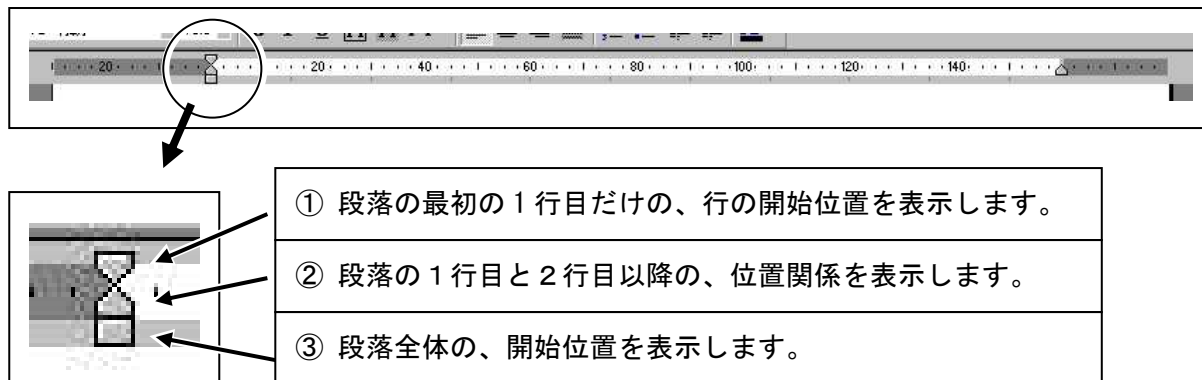 20 20 40 60 80 100 120 140
① 段落の最初の１行目だけの、行の開始位置を表示します。
② 段落の１行目と２行目以降の、位置関係を表示します。
③ 段落全体の、開始位置を表示します。